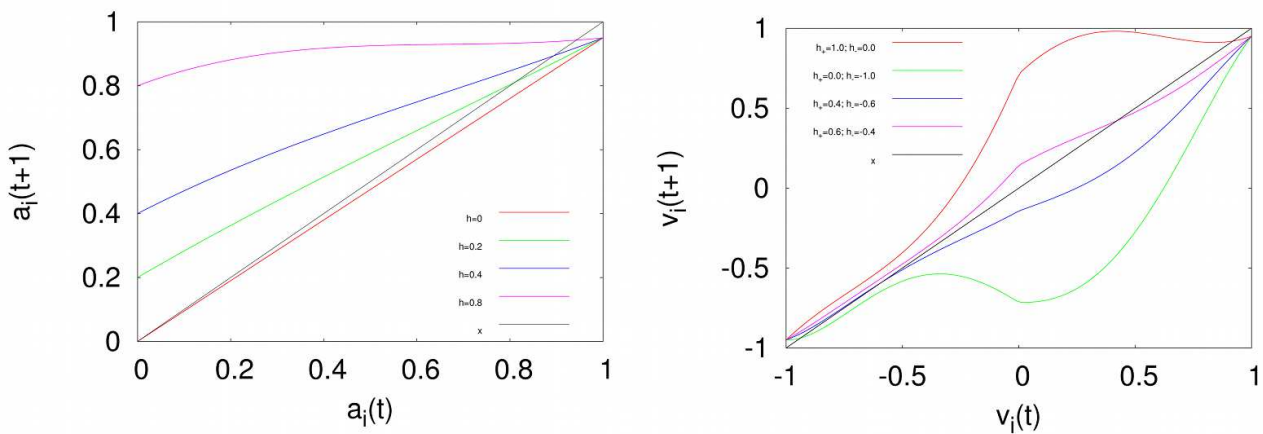 1
0.8
0.6
0.4
0.2
0
0 0.2 0.4 0.6 0.8 1
a_i(t+1)
a_i(t)
h=0
h=0.2
h=0.4
h=0.8
x
1
0.5
0
-0.5
-1
-1 -0.5 0 0.5 1
v_i(t+1)
v_i(t)
h_+=1.0; h_-=0.0
h_+=0.0; h_-=-1.0
h_+=0.4; h_-=-0.6
h_+=0.6; h_-=-0.4
x